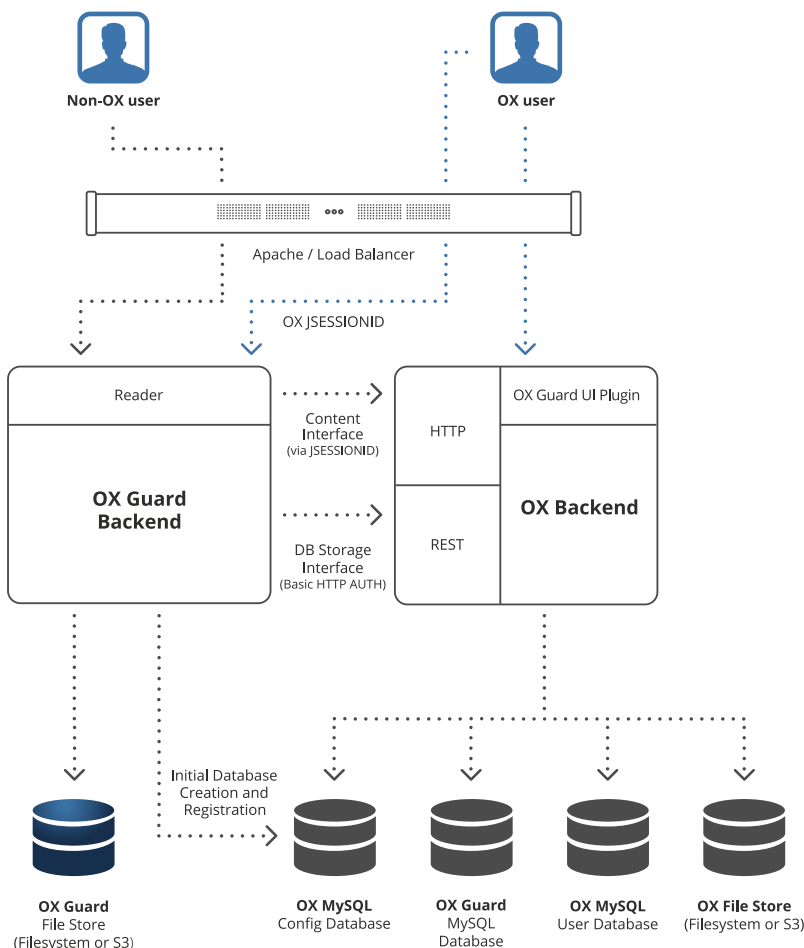 Non-OX user
OX user
Apache / Load Balancer
OX JSESSIONID
Reader
Content
Interface
(via JSESSIONID)
HTTP
OX Guard UI Plugin
OX Guard
Backend
OX Backend
DB Storage
Interface
(Basic HTTP AUTH)
REST
Initial Database
Creation and
Registration
OX Guard
File Store
(Filesystem or S3)
OX MySQL
Config Database
OX Guard
MySQL
Database
OX MySQL
User Database
OX File Store
(Filesystem or S3)